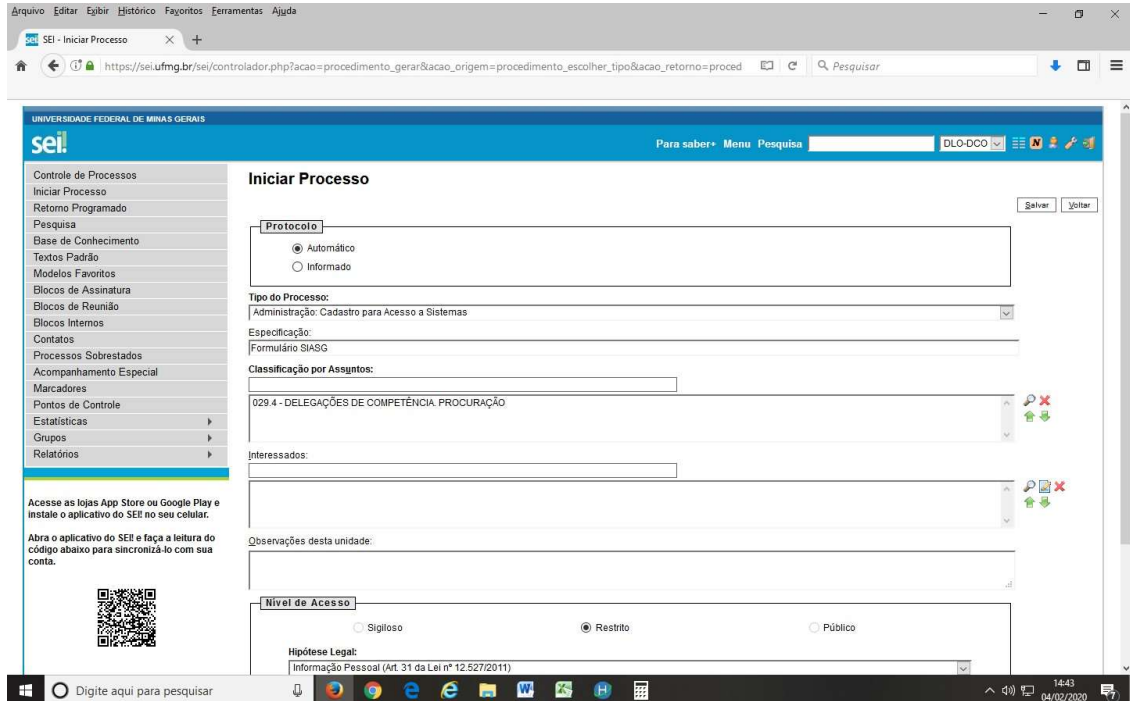 Arquivo Editar Exibir Histórico Favoritos Ferramentas Ajuda
sei! SEI - Iniciar Processo
https://sei.ufmg.br/sei/controlador.php?acao=procedimento_gerar&acao_origem=procedimento_escolher_tipo&acao_retorno=proced Pesquisar
UNIVERSIDADE FEDERAL DE MINAS GERAIS
sei! Para saber+ Menu Pesquisa DLO-DCO N
Controle de Processos
Iniciar Processo
Retorno Programado
Pesquisa
Base de Conhecimento
Textos Padrão
Modelos Favoritos
Blocos de Assinatura
Blocos de Reunião
Blocos Internos
Contatos
Processos Sobrestados
Acompanhamento Especial
Marcadores
Pontos de Controle
Estatísticas
Grupos
Relatórios
Acesse as lojas App Store ou Google Play e
instale o aplicativo do SEI! no seu celular.
Abra o aplicativo do SEI! e faça a leitura do
código abaixo para sincronizá-lo com sua
conta.
Iniciar Processo
Salvar Voltar
Protocolo
Automático
Informado
Tipo do Processo:
Administração: Cadastro para Acesso a Sistemas
Especificação:
Formulário SIASG
Classificação por Assuntos:
029.4 - DELEGAÇÕES DE COMPETÊNCIA. PROCURAÇÃO
Interessados:
Observações desta unidade:
Nível de Acesso
Sigiloso Restrito Público
Hipótese Legal:
Informação Pessoal (Art. 31 da Lei nº 12.527/2011)
Digite aqui para pesquisar
14:43
04/02/2020